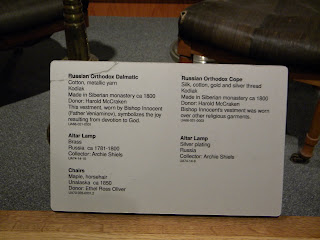 Russian Orthodox Dalmatic
Cotton, metallic yarn
Kodiak
Made in Siberian monastery ca 1800
Donor: Harold McCracken
This vestment, worn by Bishop Innocent
(Father Veniaminov), symbolizes the joy
resulting from devotion to God.
Altar Lamp
Brass
Russia ca 1781-1800
Collector: Archie Shiels
Chairs
Maple, horsehair
Unalaska ca 1850
Donor: Ethel Ross Oliver
Russian Orthodox Cope
Silk, cotton, gold and silver thread
Kodiak
Made in Siberian monastery ca 1800
Donor: Harold McCracken
Bishop Innocent's vestment was worn
over other religious garments.
Altar Lamp
Silver plating
Russia
Collector: Archie Shiels